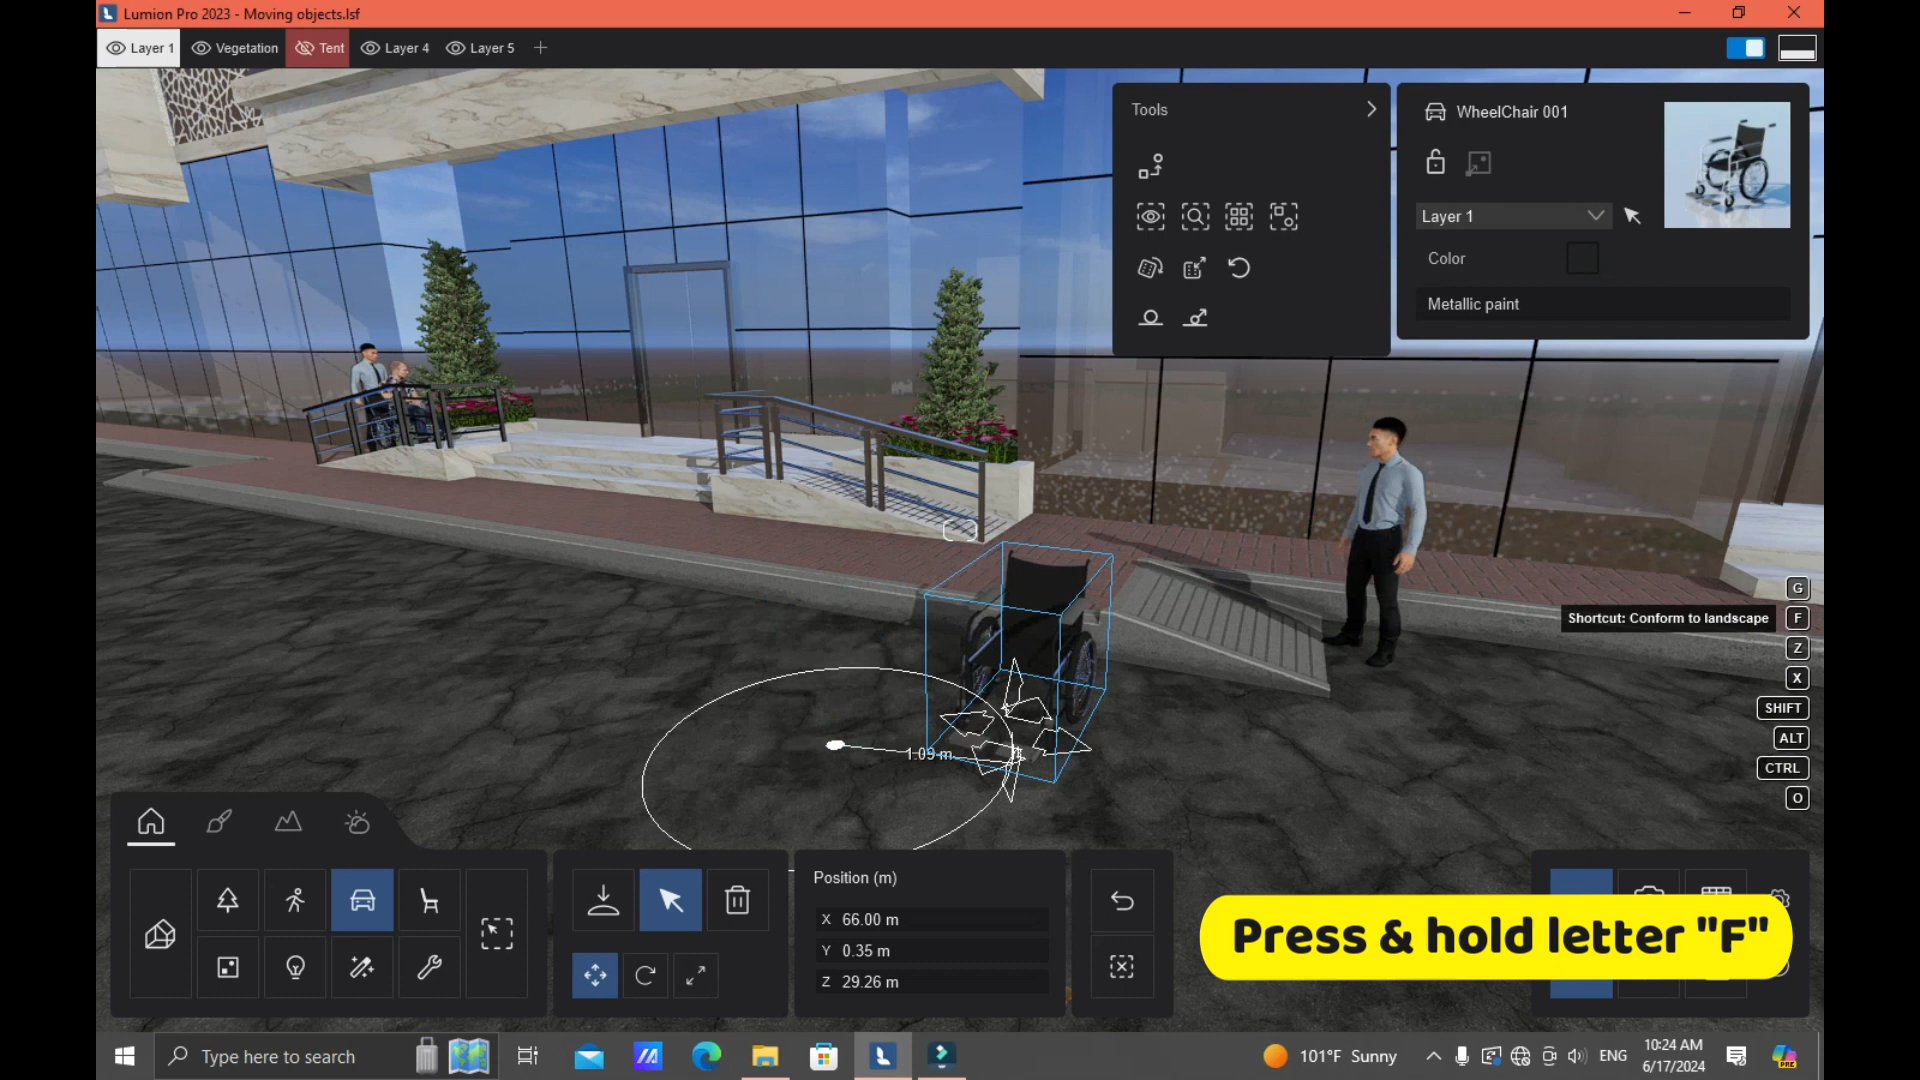 Lumion Pro 2023 - Moving objects.lsf
Layer 1
Vegetation
Tent
Layer 4
Layer 5
Tools
WheelChair 001
Layer 1
Color
Metallic paint
G
Shortcut: Conform to landscape
F
Z
X
SHIFT
ALT
CTRL
O
1.09 m
Position (m)
X 66.00 m
Y 0.35 m
Z 29.26 m
Press & hold letter "F"
Type here to search
101°F Sunny
ENG
10:24 AM
6/17/2024
PRE